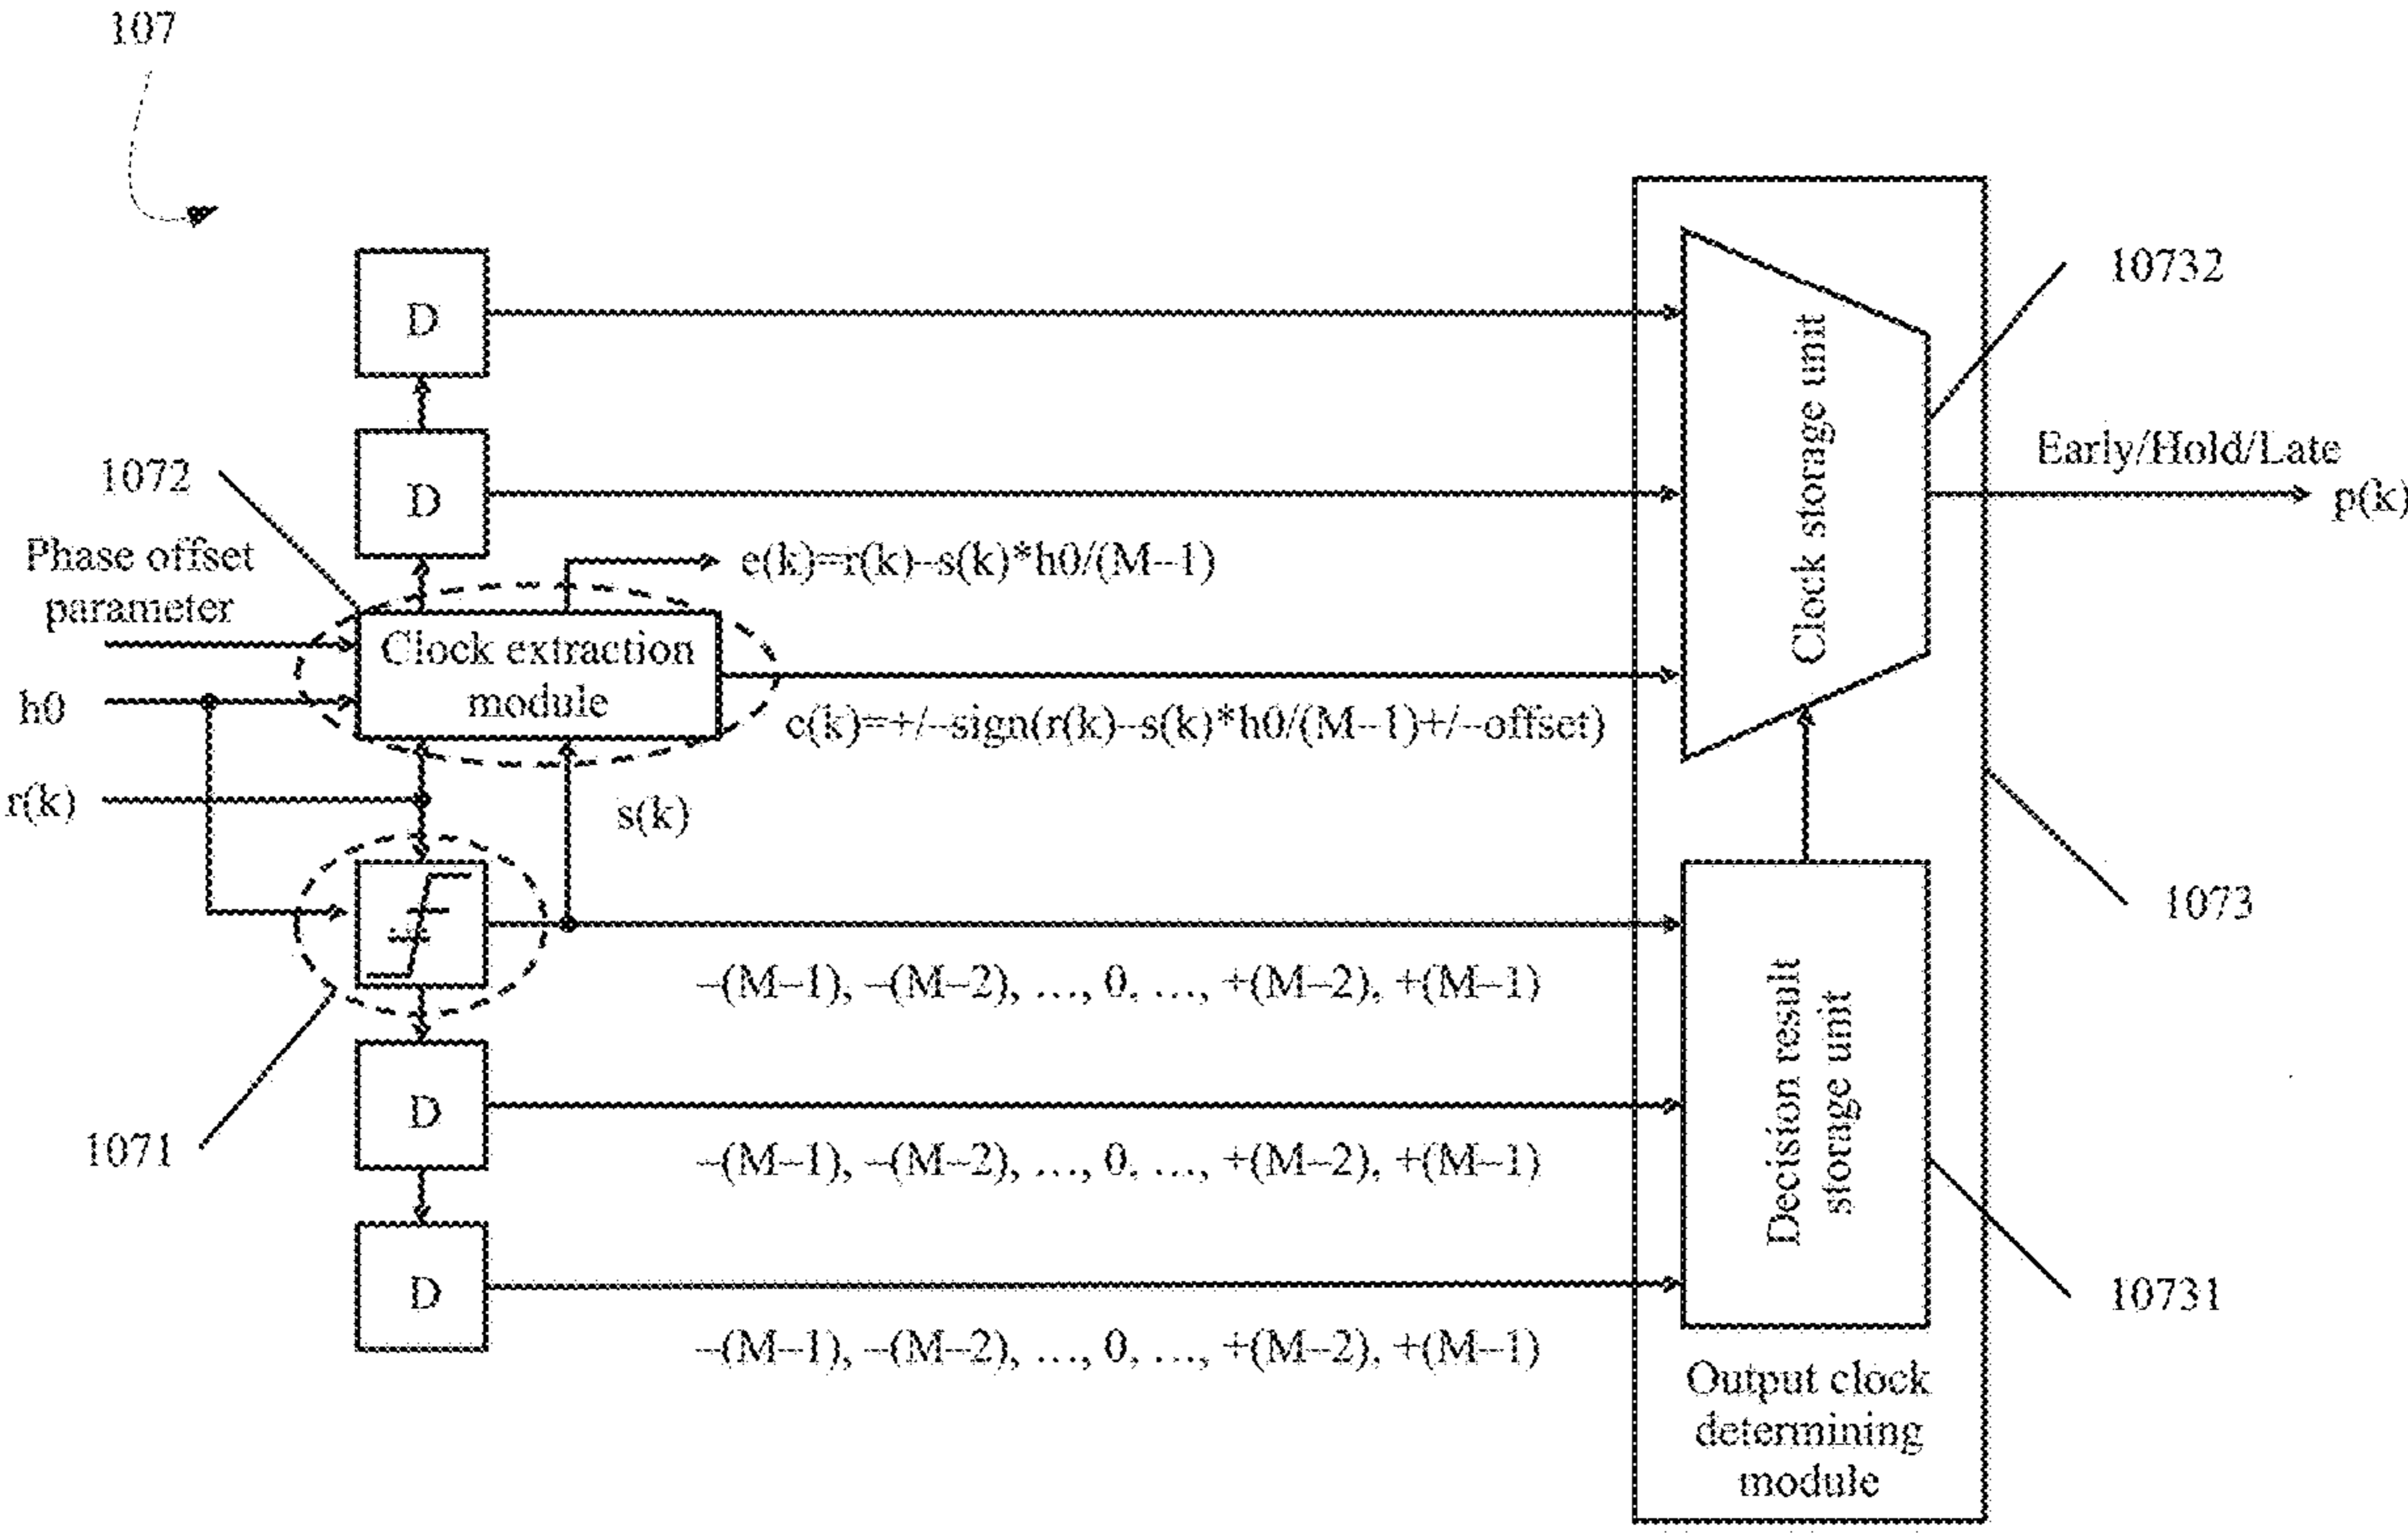 107
10732
D
Clock storage unit
1072
D
Early/Hold/Late
p(k)
Phase offset
parameter
e(k)=r(k)–s(k)*h0/(M–1)
Clock extraction
module
h0
c(k)=+/–sign(r(k)–s(k)*h0/(M–1)+/–offset)
r(k)
s(k)
1073
–(M–1), –(M–2), ..., 0, ..., +(M–2), +(M–1)
Decision result
storage unit
1071
D
–(M–1), –(M–2), ..., 0, ..., +(M–2), +(M–1)
D
10731
–(M–1), –(M–2), ..., 0, ..., +(M–2), +(M–1)
Output clock
determining
module